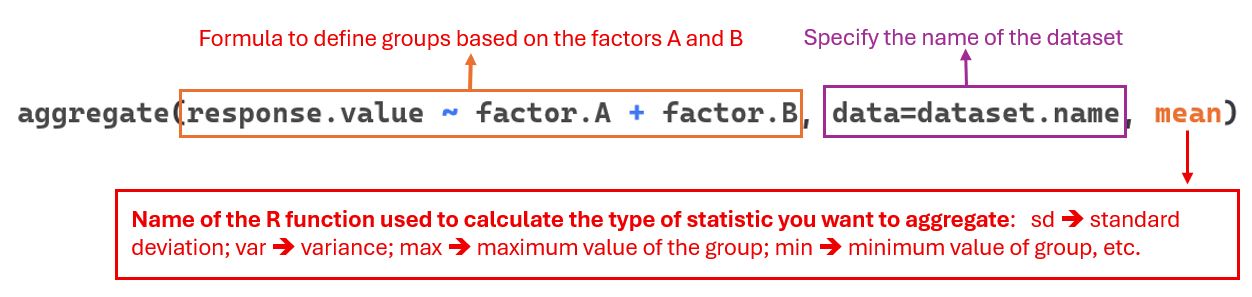 Formula to define groups based on the factors A and B
Specify the name of the dataset
aggregate(response.value ~ factor.A + factor.B, data=dataset.name, mean)
Name of the R function used to calculate the type of statistic you want to aggregate: sd ➔ standard
deviation; var ➔ variance; max ➔ maximum value of the group; min ➔ minimum value of group, etc.